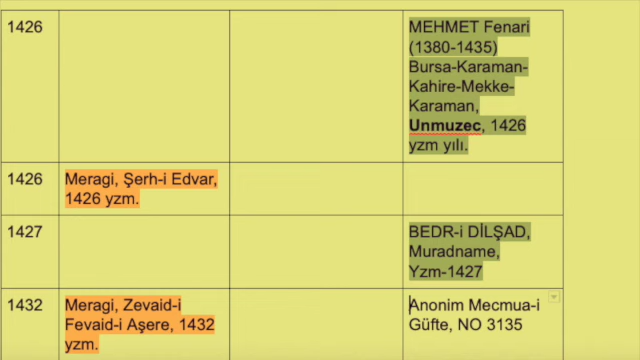 1426
MEHMET Fenari
(1380-1435)
Bursa-Karaman-
Kahire-Mekke-
Karaman,
Unmuzec, 1426
yzm yılı.
1426
Meragi, Şerh-i Edvar,
1426 yzm.
1427
BEDR-i DİLŞAD,
Muradname,
Yzm-1427
1432
Meragi, Zevaid-i
Fevaid-i Aşere, 1432
yzm.
Anonim Mecmua-i
Güfte, NO 3135